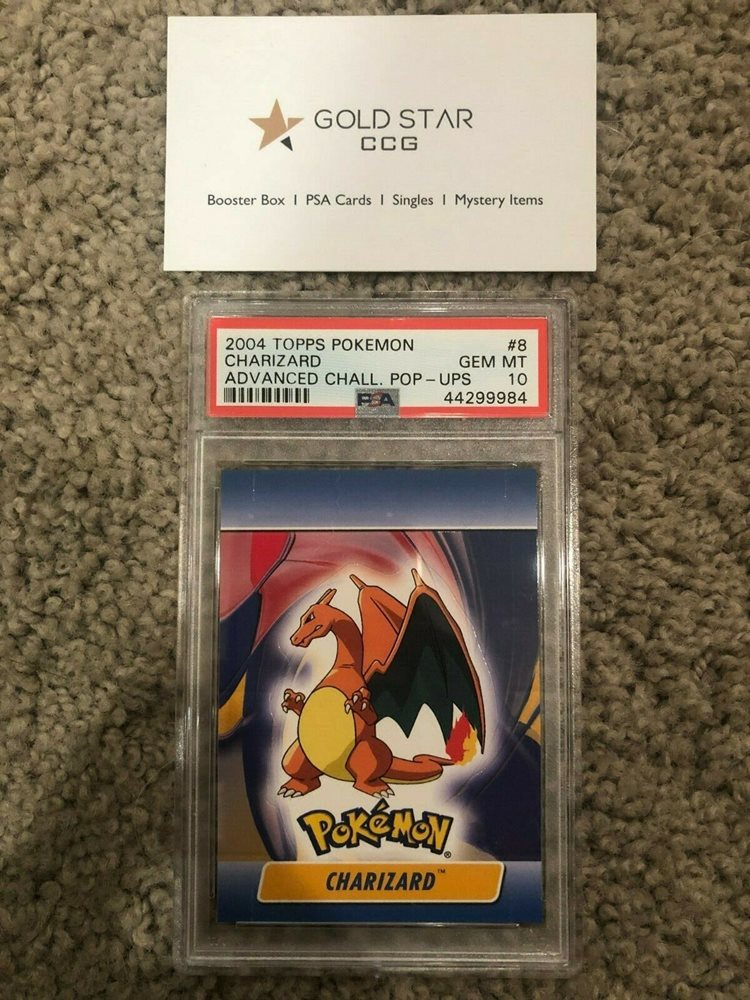 GOLD STAR
CCG
Booster Box | PSA Cards | Singles | Mystery Items
2004 TOPPS POKEMON #8
CHARIZARD GEM MT
ADVANCED CHALL. POP-UPS 10
PSA 44299984
POKéMON®
CHARIZARD™